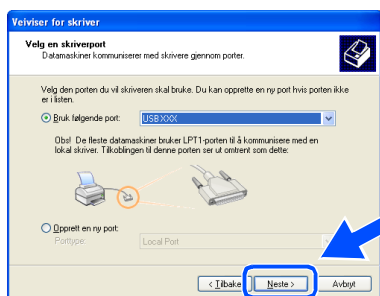 Veiviser for skriver
Velg en skriverport
Datamaskiner kommuniserer med skrivere gjennom porter.
Velg den porten du vil skriveren skal bruke. Du kan opprette en ny port hvis porten ikke
er i listen.
Bruk følgende port: USB XXX
Obs! De fleste datamaskiner bruker LPT1-porten til å kommunisere med en
lokal skriver. Tilkoblingen til denne porten ser ut omtrent som dette:
Opprett en ny port:
Porttype: Local Port
< Tilbake Neste > Avbryt